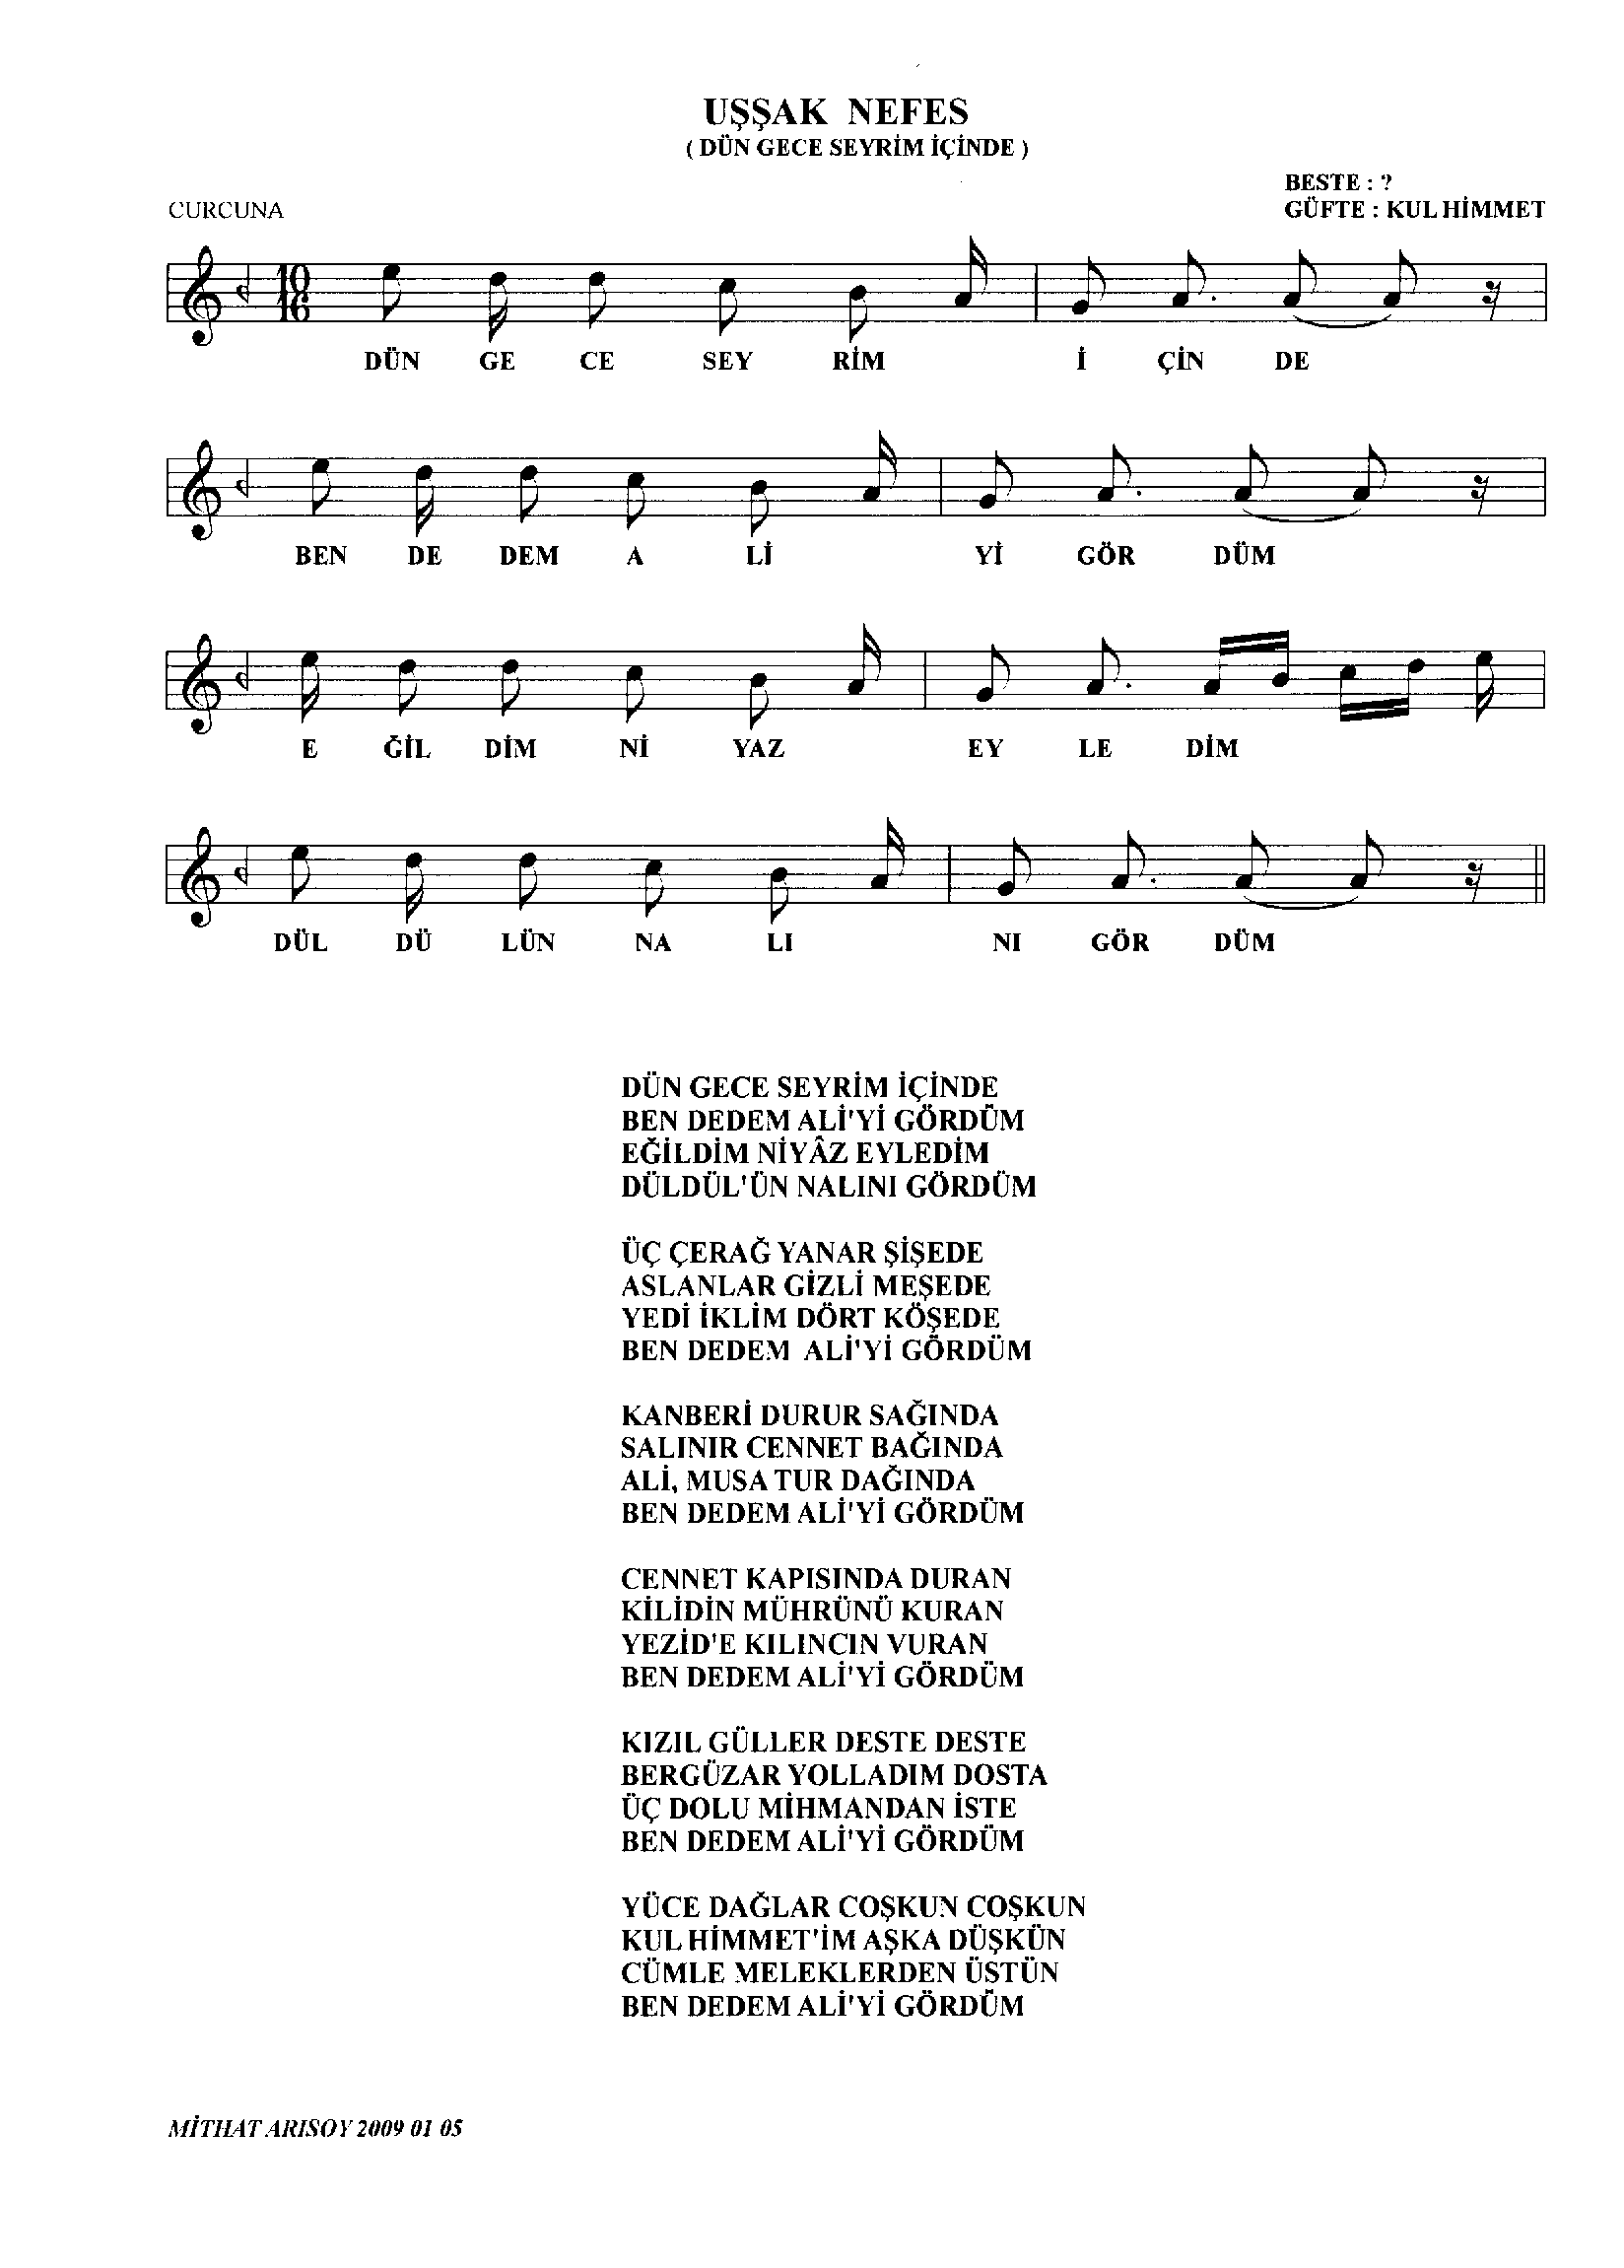 UŞŞAK NEFES
( DÜN GECE SEYRİM İÇİNDE )
BESTE : ?
CURCUNA
GÜFTE : KUL HİMMET
10
16
DÜN GE CE SEY RİM İ ÇİN DE
BEN DE DEM A Lİ Yİ GÖR DÜM
E ĞİL DİM Nİ YAZ EY LE DİM
DÜL DÜ LÜN NA LI NI GÖR DÜM
DÜN GECE SEYRİM İÇİNDE
BEN DEDEM ALİ'Yİ GÖRDÜM
EĞİLDİM NİYÂZ EYLEDİM
DÜLDÜL'ÜN NALINI GÖRDÜM
ÜÇ ÇERAĞ YANAR ŞİŞEDE
ASLANLAR GİZLİ MEŞEDE
YEDİ İKLİM DÖRT KÖŞEDE
BEN DEDEM ALİ'Yİ GÖRDÜM
KANBERİ DURUR SAĞINDA
SALINIR CENNET BAĞINDA
ALİ, MUSA TUR DAĞINDA
BEN DEDEM ALİ'Yİ GÖRDÜM
CENNET KAPISINDA DURAN
KİLİDİN MÜHRÜNÜ KURAN
YEZİD'E KILINCIN VURAN
BEN DEDEM ALİ'Yİ GÖRDÜM
KIZIL GÜLLER DESTE DESTE
BERGÜZAR YOLLADIM DOSTA
ÜÇ DOLU MİHMANDAN İSTE
BEN DEDEM ALİ'Yİ GÖRDÜM
YÜCE DAĞLAR COŞKUN COŞKUN
KUL HİMMET'İM AŞKA DÜŞKÜN
CÜMLE MELEKLERDEN ÜSTÜN
BEN DEDEM ALİ'Yİ GÖRDÜM
MİTHAT ARISOY 2009 01 05